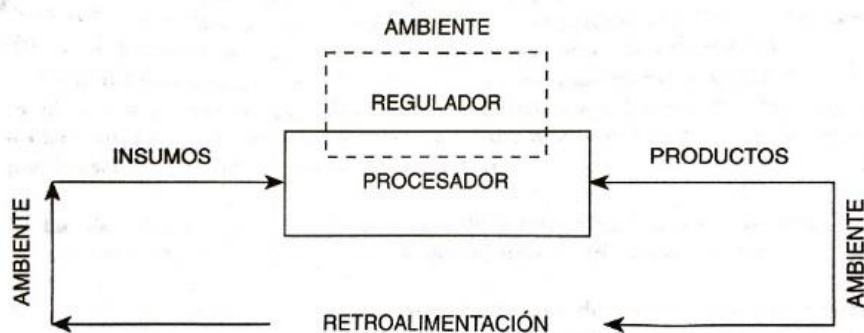 AMBIENTE
REGULADOR
INSUMOS
PRODUCTOS
PROCESADOR
AMBIENTE
AMBIENTE
RETROALIMENTACIÓN